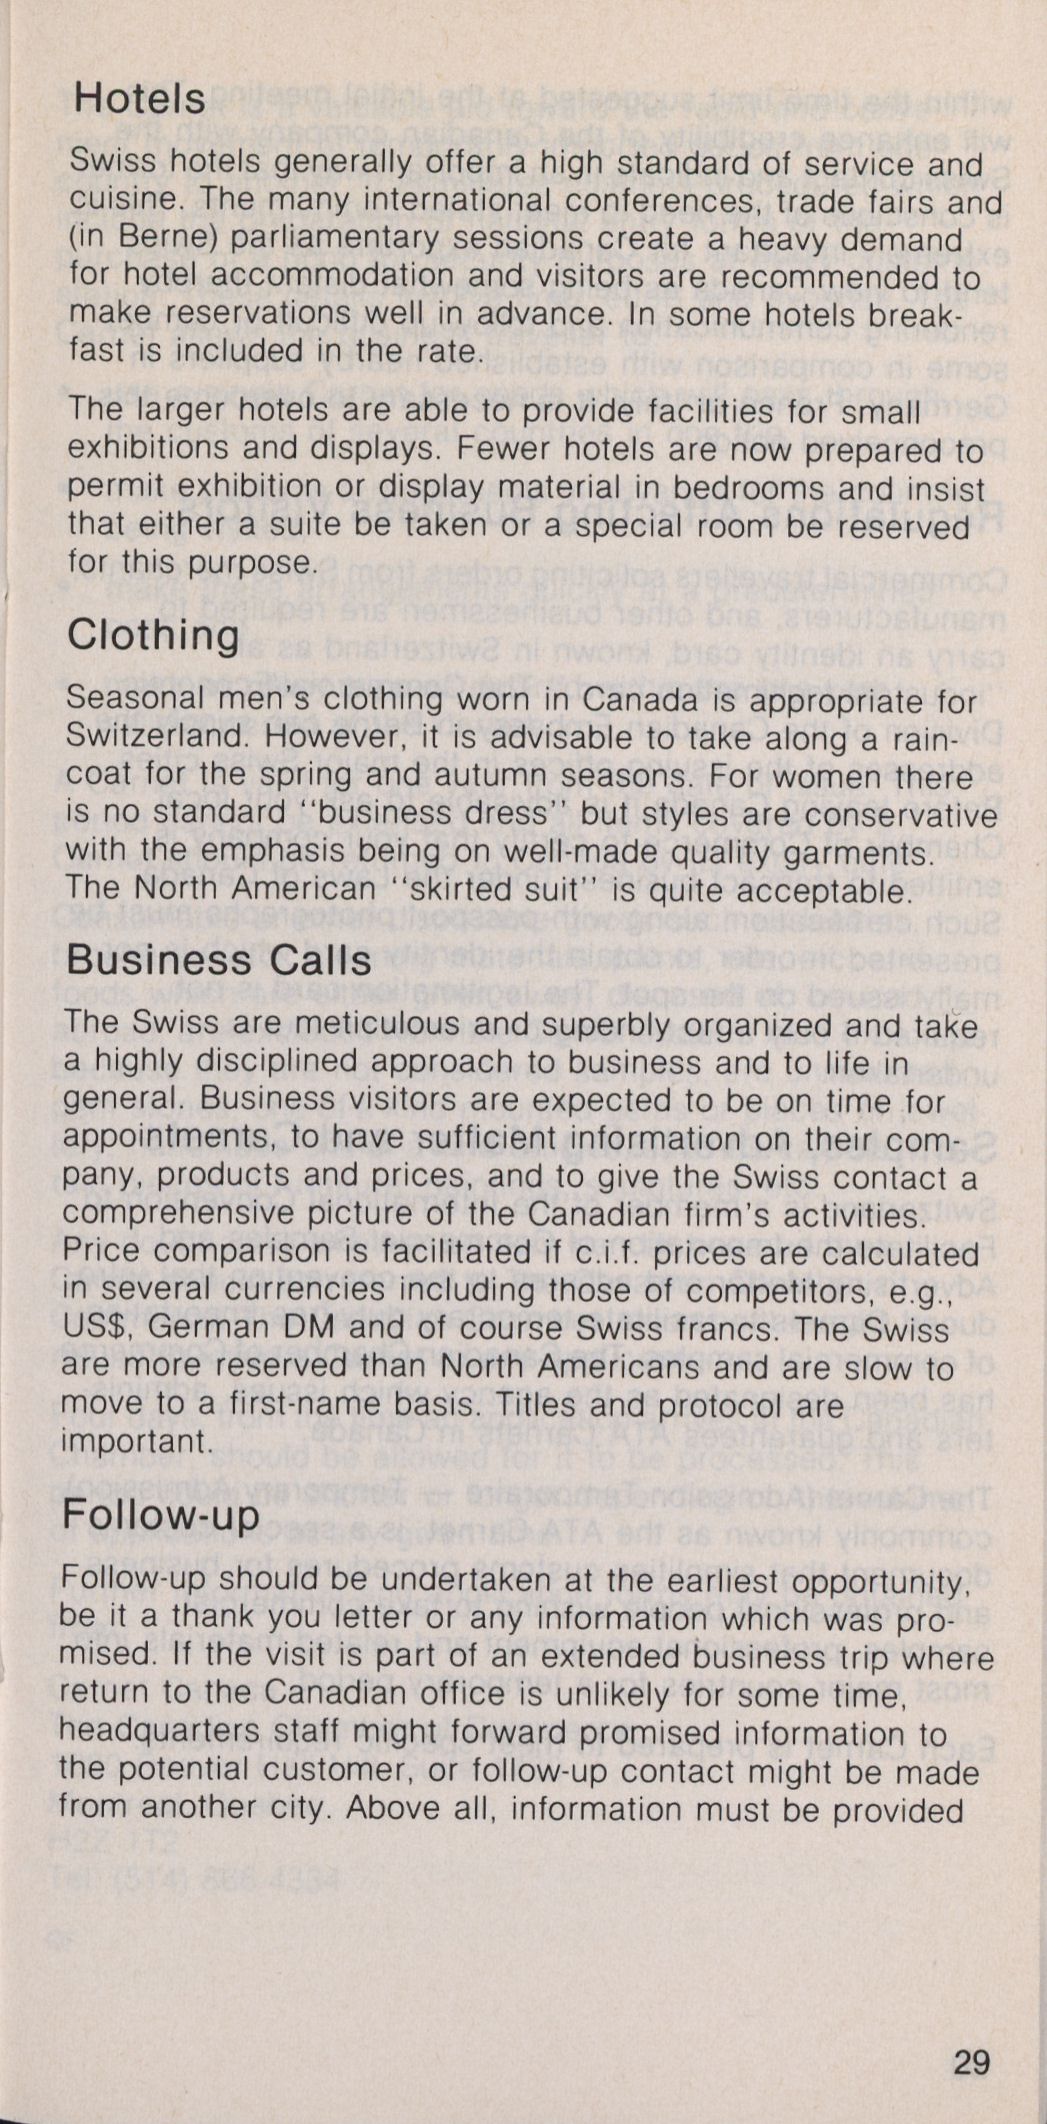 Hotels
Swiss hotels generally offer a high standard of service and
cuisine. The many international conferences, trade fairs and
(in Berne) parliamentary sessions create a heavy demand
for hotel accommodation and visitors are recommended to
make reservations well in advance. In some hotels break-
fast is included in the rate.
The larger hotels are able to provide facilities for small
exhibitions and displays. Fewer hotels are now prepared to
permit exhibition or display material in bedrooms and insist
that either a suite be taken or a special room be reserved
for this purpose.
Clothing
Seasonal men's clothing worn in Canada is appropriate for
Switzerland. However, it is advisable to take along a rain-
coat for the spring and autumn seasons. For women there
is no standard "business dress" but styles are conservative
with the emphasis being on well-made quality garments.
The North American "skirted suit" is quite acceptable.
Business Calls
The Swiss are meticulous and superbly organized and take
a highly disciplined approach to business and to life in
general. Business visitors are expected to be on time for
appointments, to have sufficient information on their com-
pany, products and prices, and to give the Swiss contact a
comprehensive picture of the Canadian firm's activities.
Price comparison is facilitated if c.i.f. prices are calculated
in several currencies including those of competitors, e.g.,
US$, German DM and of course Swiss francs. The Swiss
are more reserved than North Americans and are slow to
move to a first-name basis. Titles and protocol are
important.
Follow-up
Follow-up should be undertaken at the earliest opportunity,
be it a thank you letter or any information which was pro-
mised. If the visit is part of an extended business trip where
return to the Canadian office is unlikely for some time,
headquarters staff might forward promised information to
the potential customer, or follow-up contact might be made
from another city. Above all, information must be provided
29